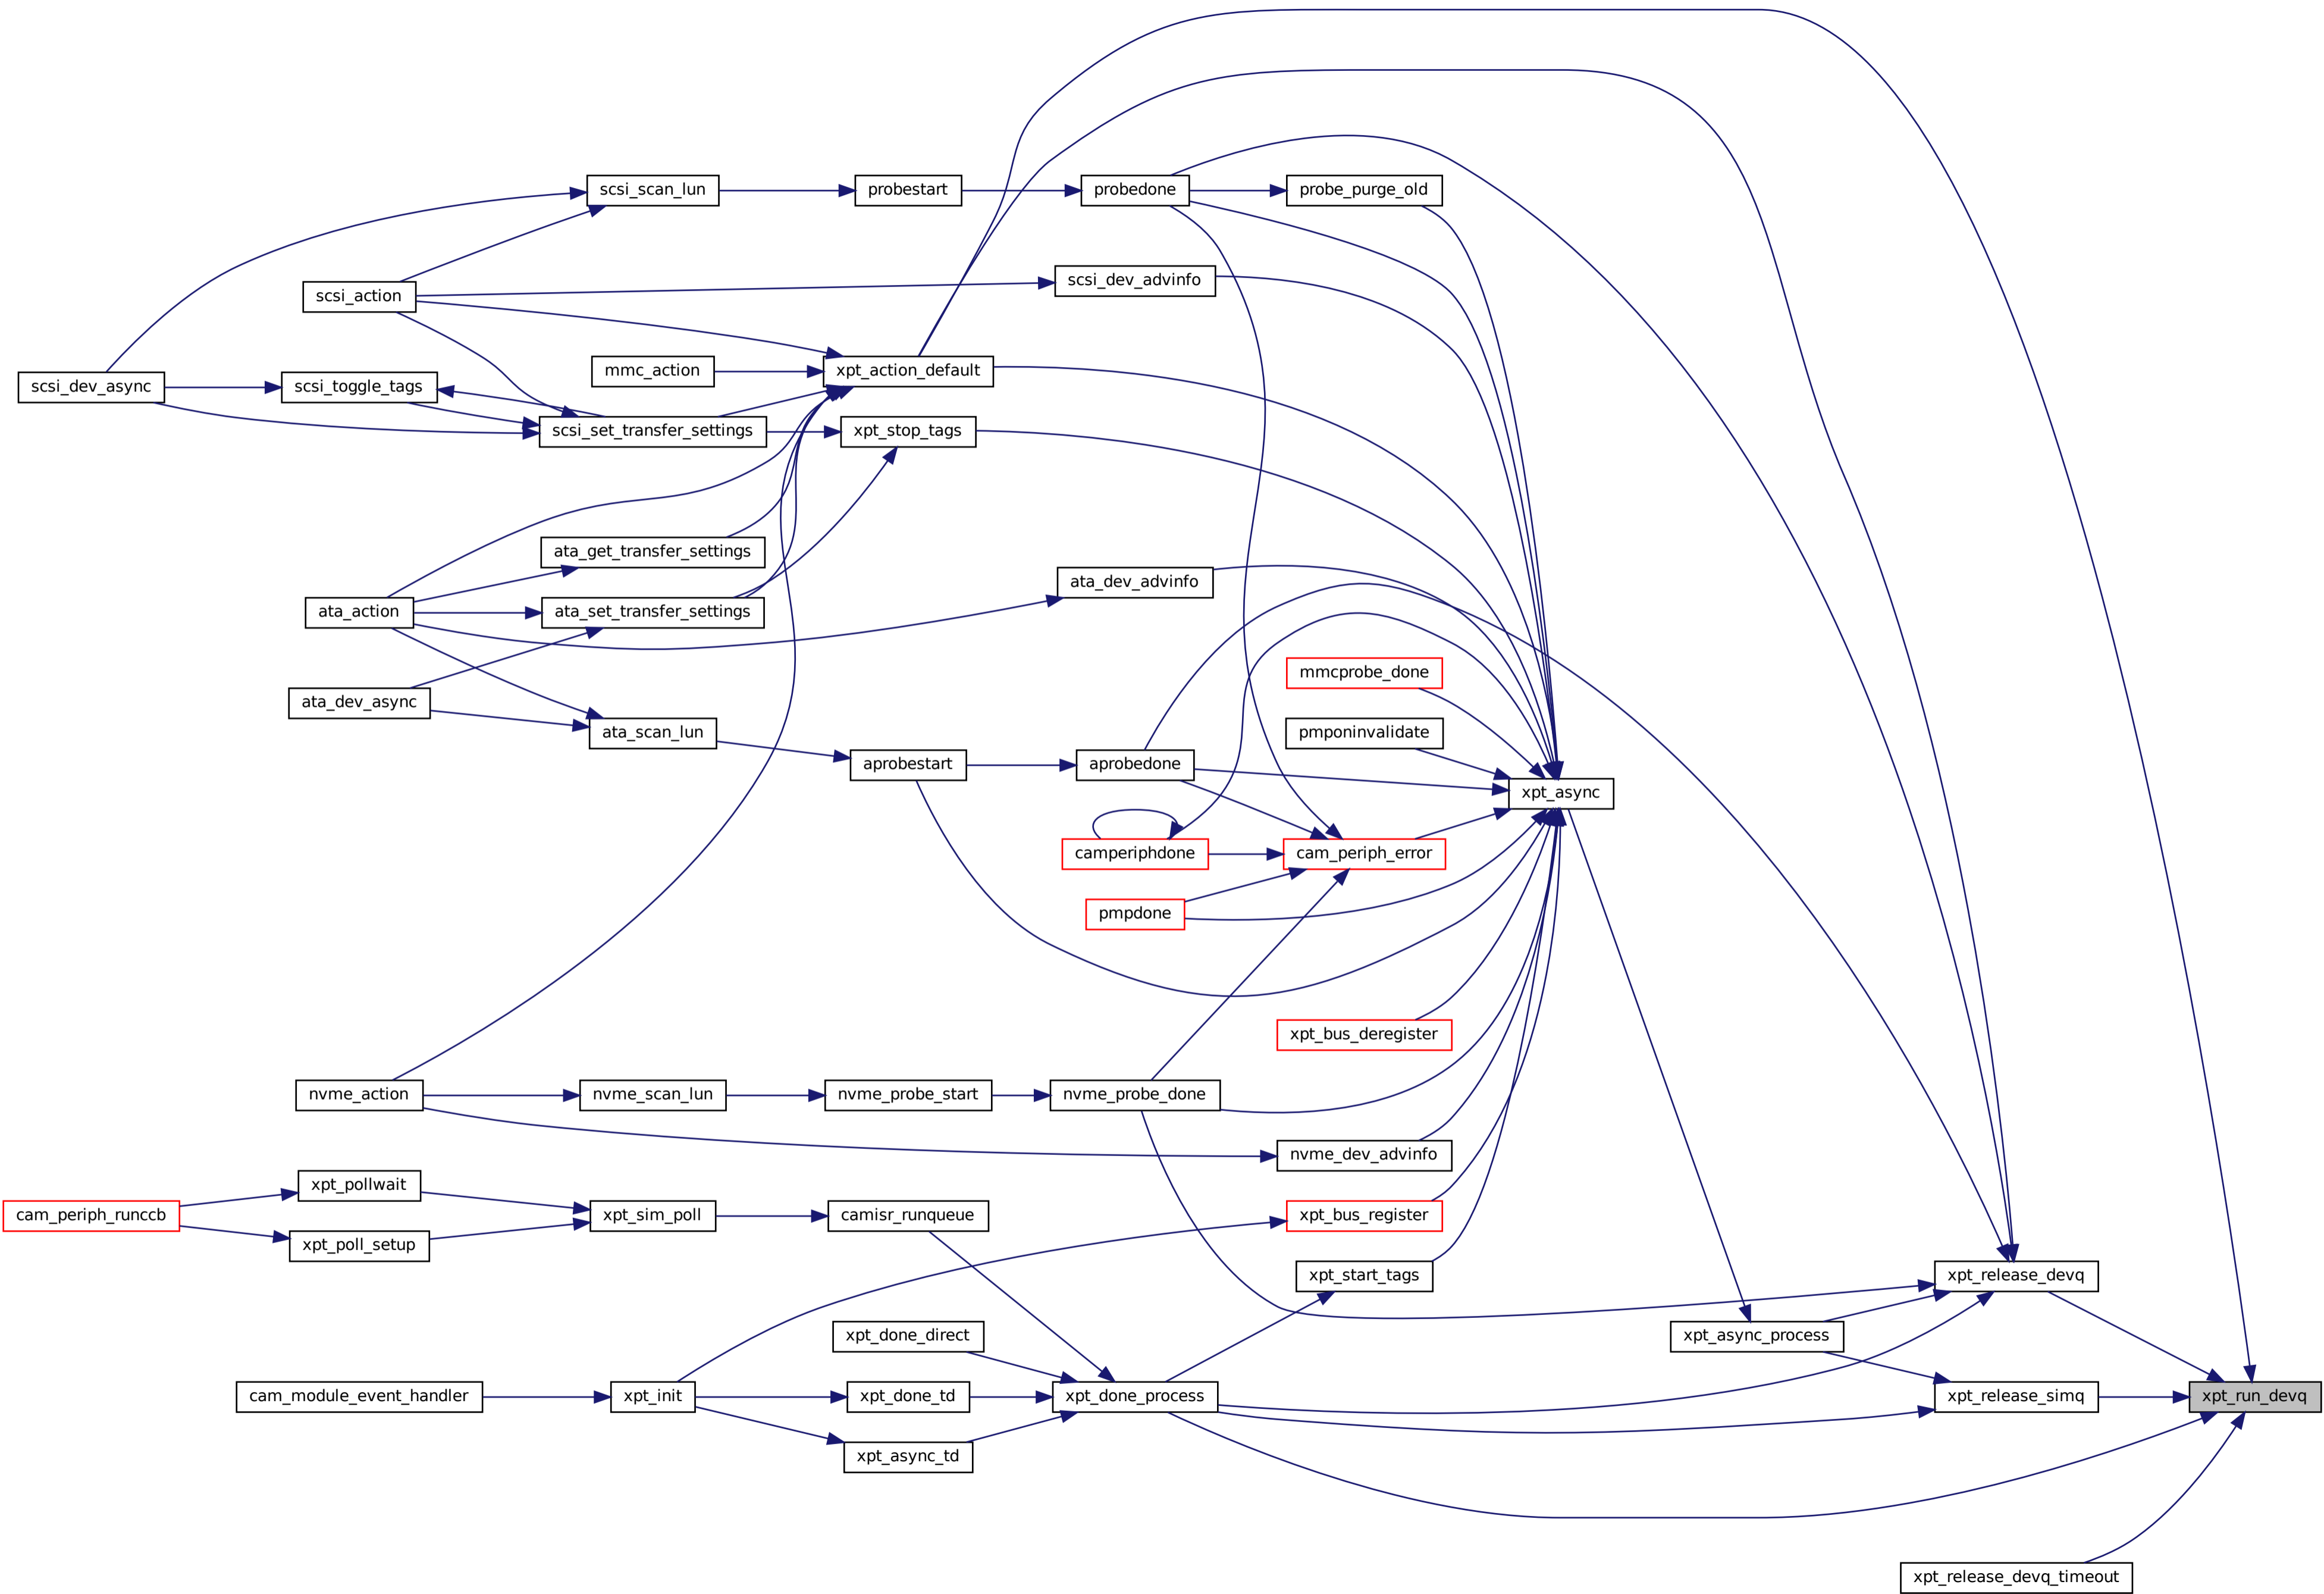 scsi_scan_lun
probestart
probedone
probe_purge_old
scsi_action
scsi_dev_advinfo
scsi_dev_async
scsi_toggle_tags
mmc_action
xpt_action_default
scsi_set_transfer_settings
xpt_stop_tags
ata_get_transfer_settings
ata_action
ata_set_transfer_settings
ata_dev_advinfo
mmcprobe_done
ata_dev_async
ata_scan_lun
pmponinvalidate
aprobestart
aprobedone
xpt_async
camperiphdone
cam_periph_error
pmpdone
xpt_bus_deregister
nvme_action
nvme_scan_lun
nvme_probe_start
nvme_probe_done
nvme_dev_advinfo
xpt_pollwait
cam_periph_runccb
xpt_sim_poll
camisr_runqueue
xpt_bus_register
xpt_poll_setup
xpt_start_tags
xpt_release_devq
xpt_done_direct
xpt_async_process
cam_module_event_handler
xpt_init
xpt_done_td
xpt_done_process
xpt_release_simq
xpt_run_devq
xpt_async_td
xpt_release_devq_timeout